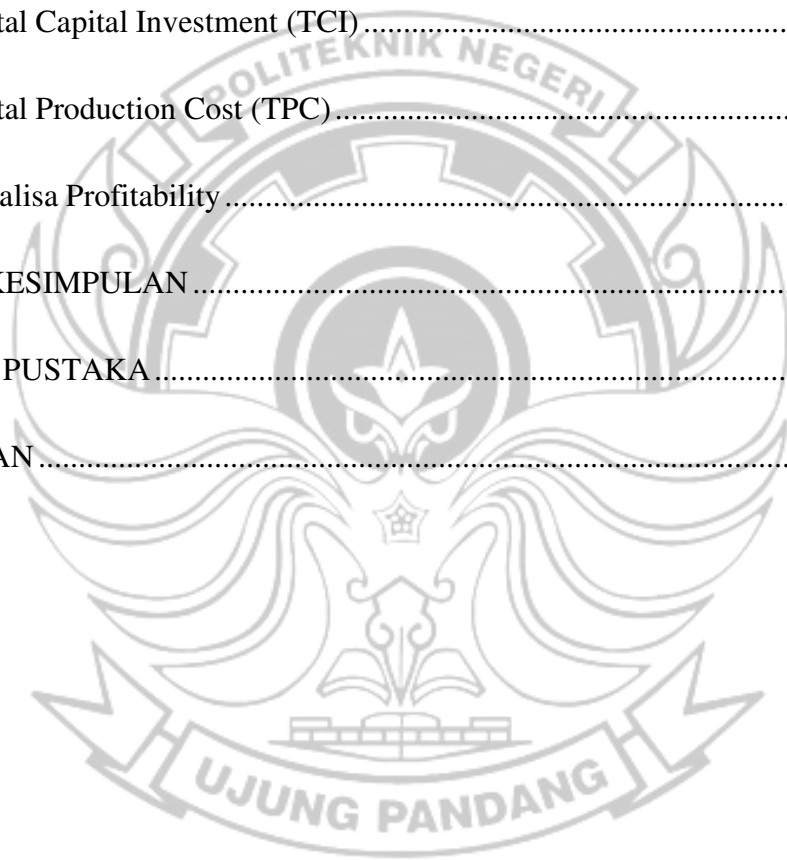 tal Capital Investment (TCI)..........................................................
tal Production Cost (TPC)..............................................................
alisa Profitability............................................................................
KESIMPULAN................................................................................
PUSTAKA.....................................................................................
AN...................................................................................................
POLITEKNIK NEGERI
UJUNG PANDANG